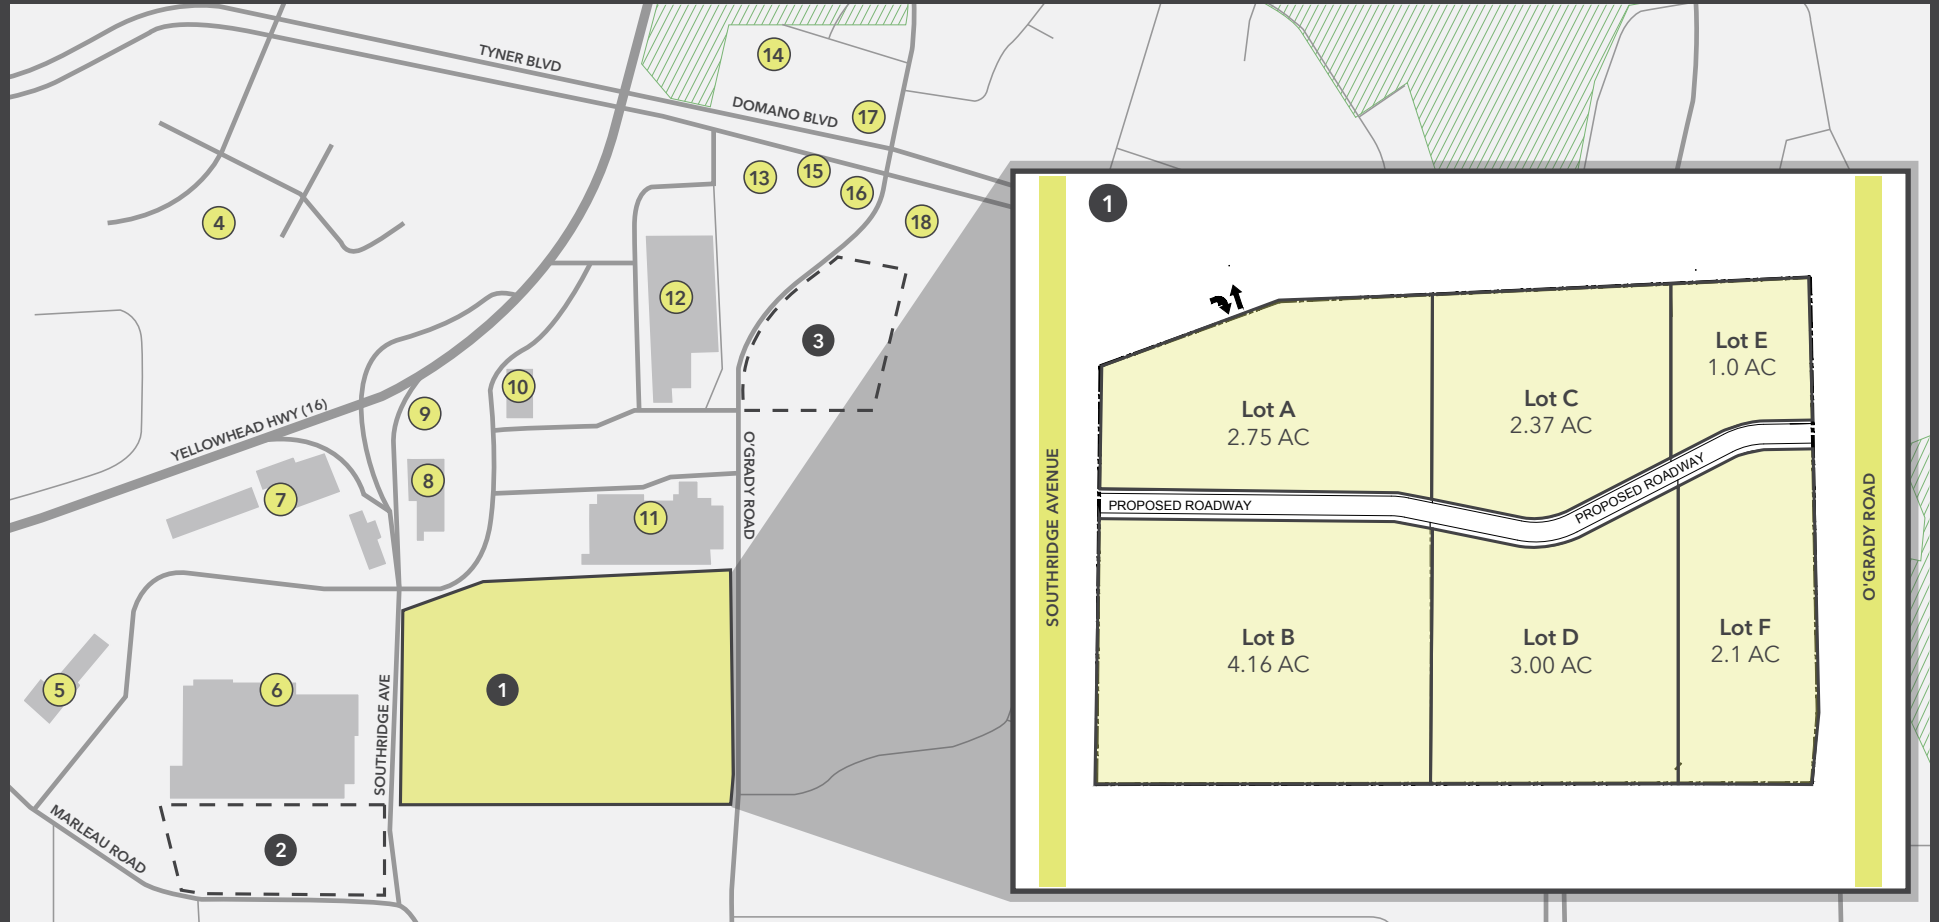 TYNER BLVD
DOMANO BLVD
14
17
13
15
16
18
4
12
3
10
9
YELLOWHEAD HWY (16)
8
7
11
O'GRADY ROAD
5
6
1
SOUTHRIDGE AVE
MARLEAU ROAD
2
1
SOUTHRIDGE AVENUE
O'GRADY ROAD
Lot A
2.75 AC
Lot C
2.37 AC
Lot E
1.0 AC
PROPOSED ROADWAY
PROPOSED ROADWAY
Lot B
4.16 AC
Lot D
3.00 AC
Lot F
2.1 AC